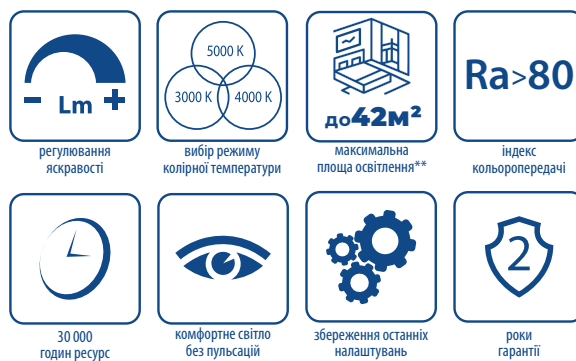 - Lm +
регулювання
яскравості
5000 K
3000 K
4000 K
вибір режиму
колірної температури
до42м²
максимальна
площа освітлення**
Ra>80
індекс
кольоропередачі
30 000
годин ресурс
комфортне світло
без пульсацій
збереження останніх
налаштувань
2
роки
гарантії